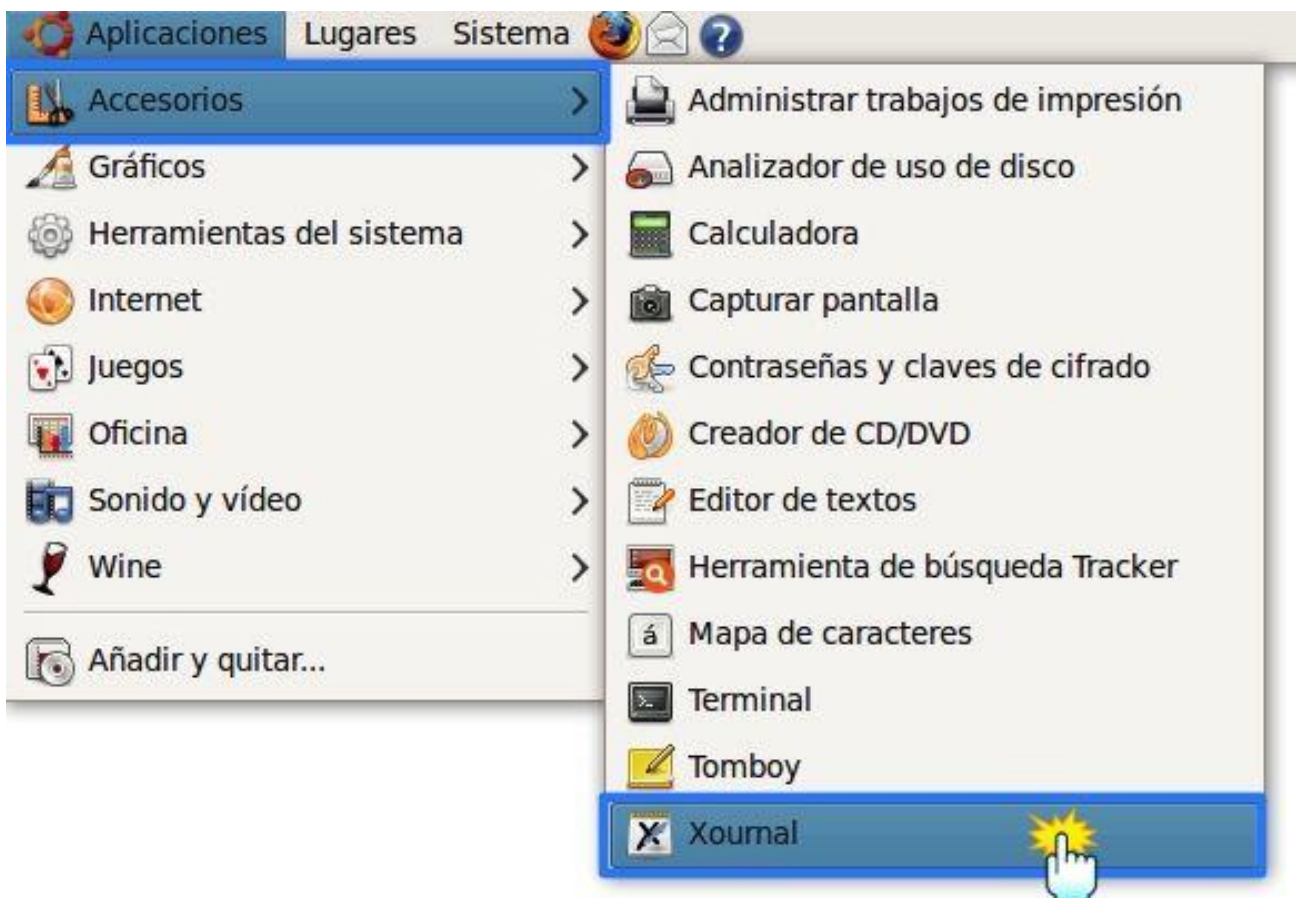 Aplicaciones Lugares Sistema
Accesorios
Gráficos
Herramientas del sistema
Internet
Juegos
Oficina
Sonido y vídeo
Wine
Añadir y quitar...
Administrar trabajos de impresión
Analizador de uso de disco
Calculadora
Capturar pantalla
Contraseñas y claves de cifrado
Creador de CD/DVD
Editor de textos
Herramienta de búsqueda Tracker
Mapa de caracteres
Terminal
Tomboy
Xournal